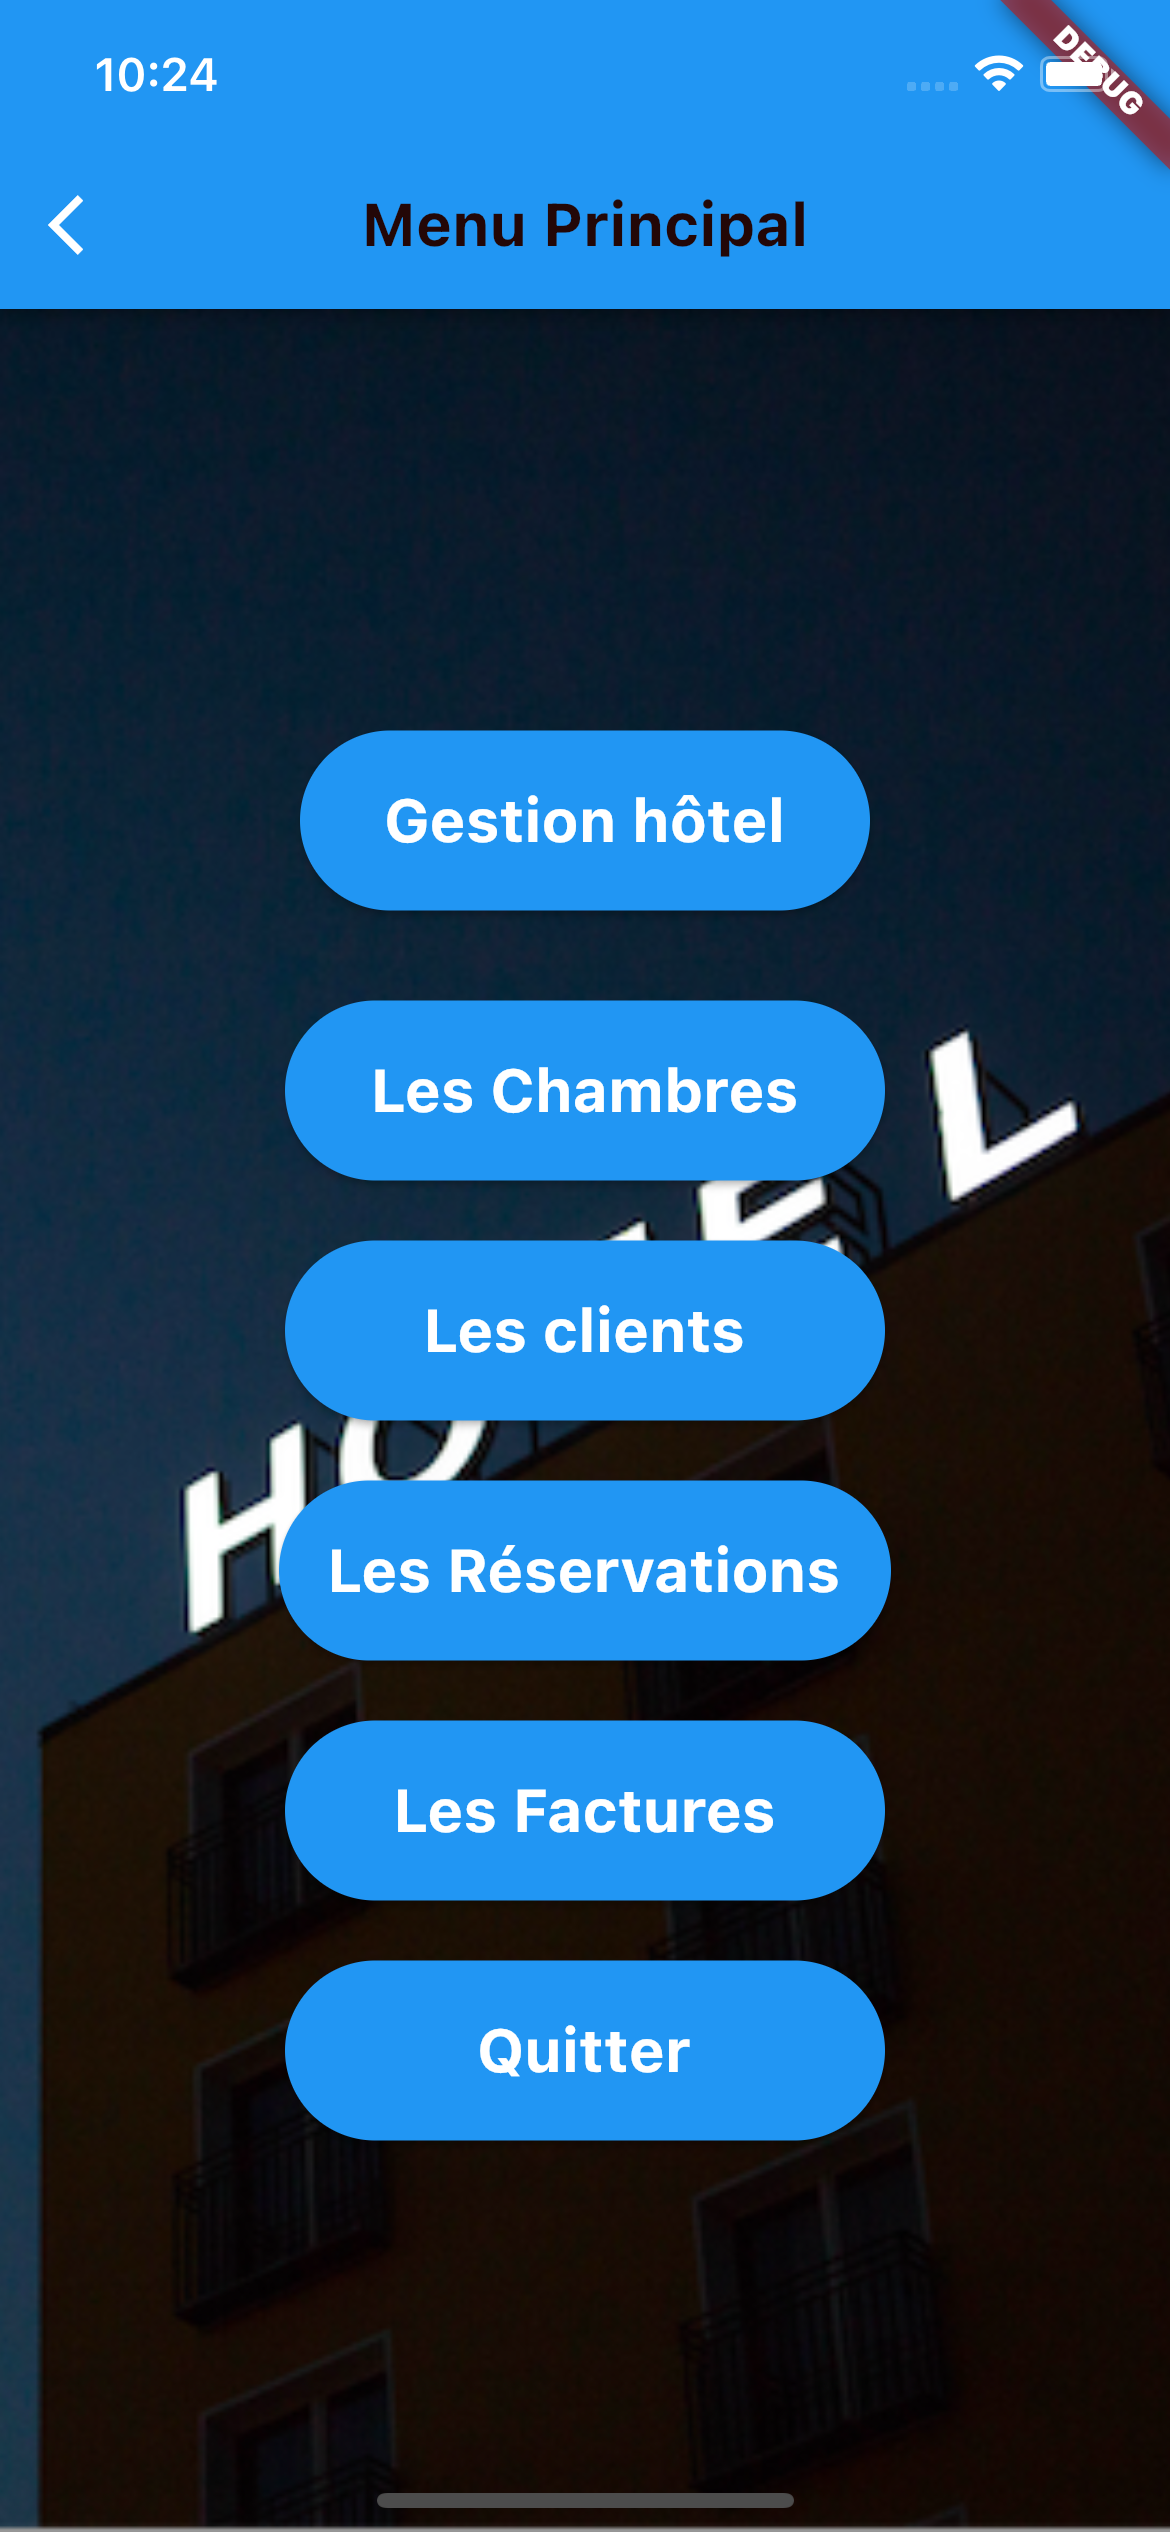 10:24
DEBUG
Menu Principal
Gestion hôtel
Les Chambres
Les clients
Les Réservations
Les Factures
Quitter